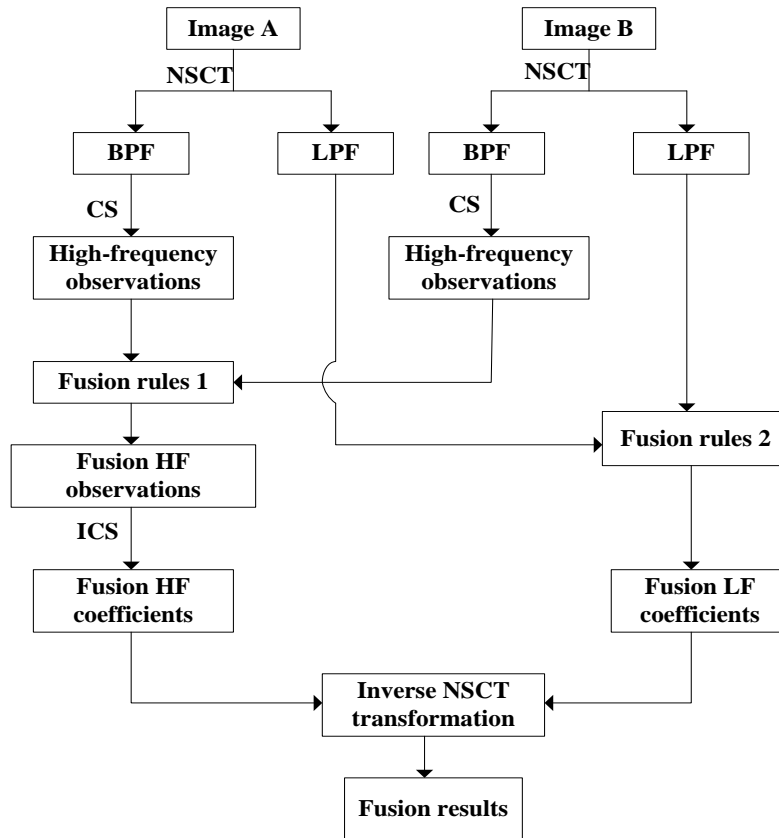 Image A
Image B
NSCT
NSCT
BPF
LPF
BPF
LPF
CS
CS
High-frequency
observations
High-frequency
observations
Fusion rules 1
Fusion rules 2
Fusion HF
observations
ICS
Fusion HF
coefficients
Fusion LF
coefficients
Inverse NSCT
transformation
Fusion results